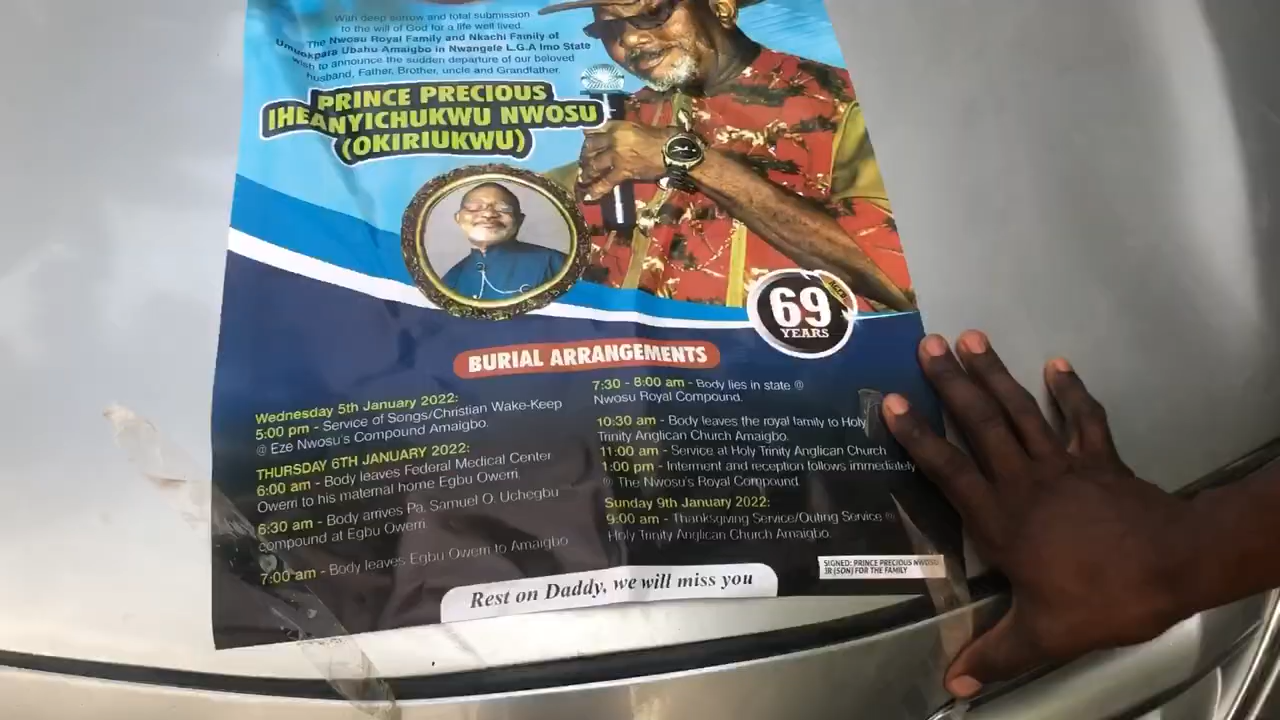 With deep sorrow and total submission
to the will of God for a life well lived.
The Nwosu Royal Family and Nkachi Family of
Umuokpara Ubahu Amaigbo in Nwangele L.G.A Imo State
wish to announce the sudden departure of our beloved
husband, Father, Brother, uncle and Grandfather.
PRINCE PRECIOUS
IHEANYICHUKWU NWOSU
(OKIRIUKWU)
AGED
69
YEARS
BURIAL ARRANGEMENTS
Wednesday 5th January 2022:
5:00 pm - Service of Songs/Christian Wake-Keep
@ Eze Nwosu's Compound Amaigbo.
THURSDAY 6TH JANUARY 2022:
6:00 am - Body leaves Federal Medical Center
Owerri to his maternal home Egbu Owerri.
6:30 am - Body arrives Pa. Samuel O. Uchegbu
compound at Egbu Owerri.
7:00 am - Body leaves Egbu Owerri to Amaigbo
7:30 - 8:00 am - Body lies in state @
Nwosu Royal Compound.
10:30 am - Body leaves the royal family to Holy
Trinity Anglican Church Amaigbo.
11:00 am - Service at Holy Trinity Anglican Church
1:00 pm - Interment and reception follows immediately
@ The Nwosu's Royal Compound.
Sunday 9th January 2022:
9:00 am - Thanksgiving Service/Outing Service @
Holy Trinity Anglican Church Amaigbo.
SIGNED: PRINCE PRECIOUS NWOSU
JR (SON) FOR THE FAMILY
Rest on Daddy, we will miss you